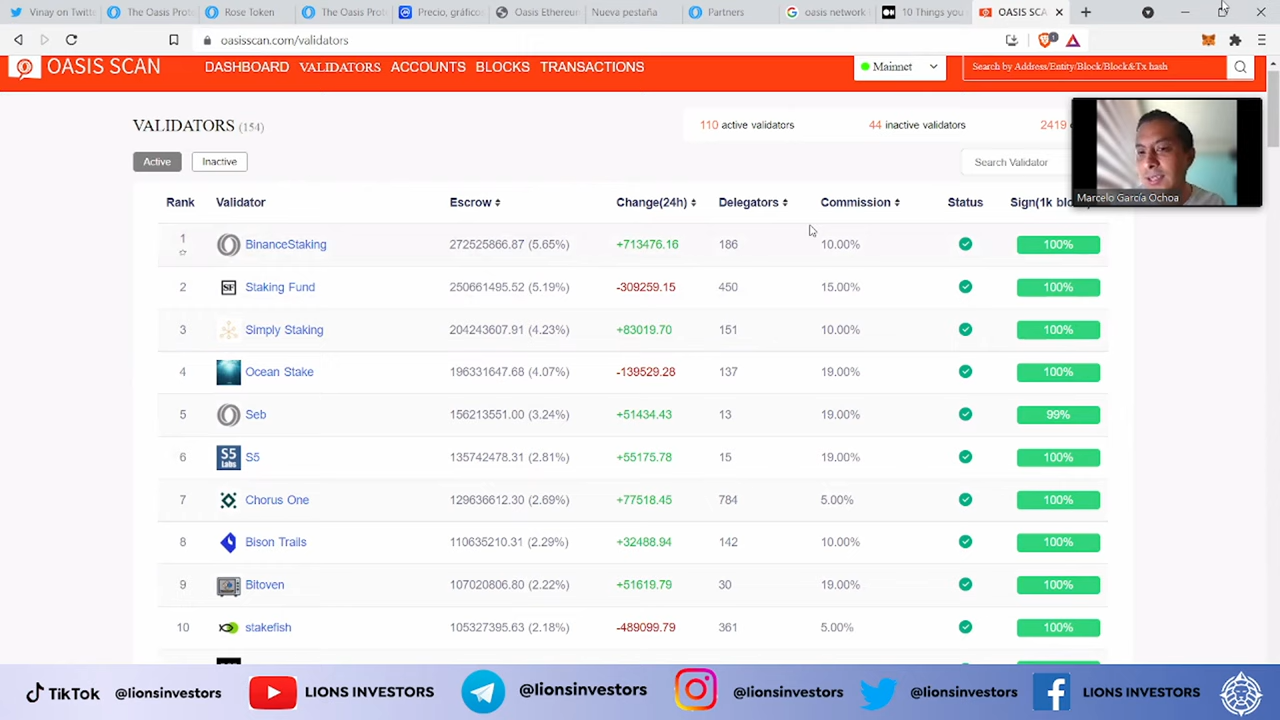 Vinay on Twitt
The Oasis Prot
Rose Token
The Oasis Prot
Precio, gráfico
Oasis Ethereu
Nueva pestaña
Partners
oasis network
10 Things you
OASIS SCA
oasisscan.com/validators
OASIS SCAN
DASHBOARD VALIDATORS ACCOUNTS BLOCKS TRANSACTIONS
Mainnet
Search by Address/Entity/Block/Block&Tx hash
VALIDATORS (154)
110 active validators
44 inactive validators
2419
Active
Inactive
Search Validator
Marcelo García Ochoa
Rank Validator Escrow Change(24h) Delegators Commission Status Sign(1k blo
1 BinanceStaking 272525866.87 (5.65%) +713476.16 186 10.00% 100%
2 SF Staking Fund 250661495.52 (5.19%) -309259.15 450 15.00% 100%
3 Simply Staking 204243607.91 (4.23%) +83019.70 151 10.00% 100%
4 Ocean Stake 196331647.68 (4.07%) -139529.28 137 19.00% 100%
5 Seb 156213551.00 (3.24%) +51434.43 13 19.00% 99%
6 S5 Labs S5 135742478.31 (2.81%) +55175.78 15 19.00% 100%
7 Chorus One 129636612.30 (2.69%) +77518.45 784 5.00% 100%
8 Bison Trails 110635210.31 (2.29%) +32488.94 142 10.00% 100%
9 Bitoven 107020806.80 (2.22%) +51619.79 30 19.00% 100%
10 stakefish 105327395.63 (2.18%) -489099.79 361 5.00% 100%
TikTok @lionsinvestors LIONS INVESTORS @lionsinvestors @lionsinvestors @lionsinvestors LIONS INVESTORS